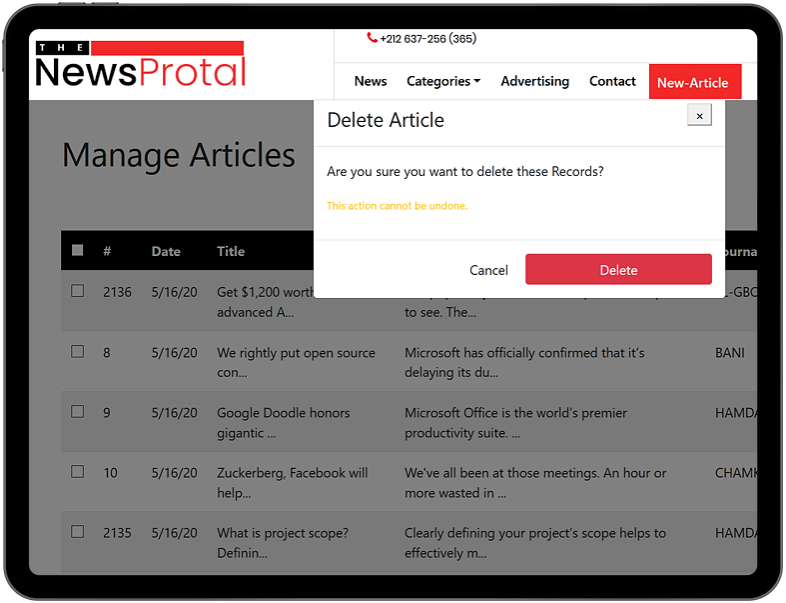 THE
NewsProtal
+212 637-256 (365)
News Categories Advertising Contact New-Article
Delete Article
×
Manage Articles
Are you sure you want to delete these Records?
This action cannot be undone.
Cancel Delete
# Date Title
2136 5/16/20 Get $1,200
advanced A... to see. The...
8 5/16/20 We rightly put open source Microsoft has officially confirmed that it's BANI
con... delaying its du...
9 5/16/20 Google Doodle honors Microsoft Office is the world's premier HAMDA
gigantic ... productivity suite. ...
10 5/16/20 Zuckerberg, Facebook will We've all been at those meetings. An hour or CHAMK
help... more wasted in ...
2135 5/16/20 What is project scope? Clearly defining your project's scope helps to HAMDA
Definin... effectively m...